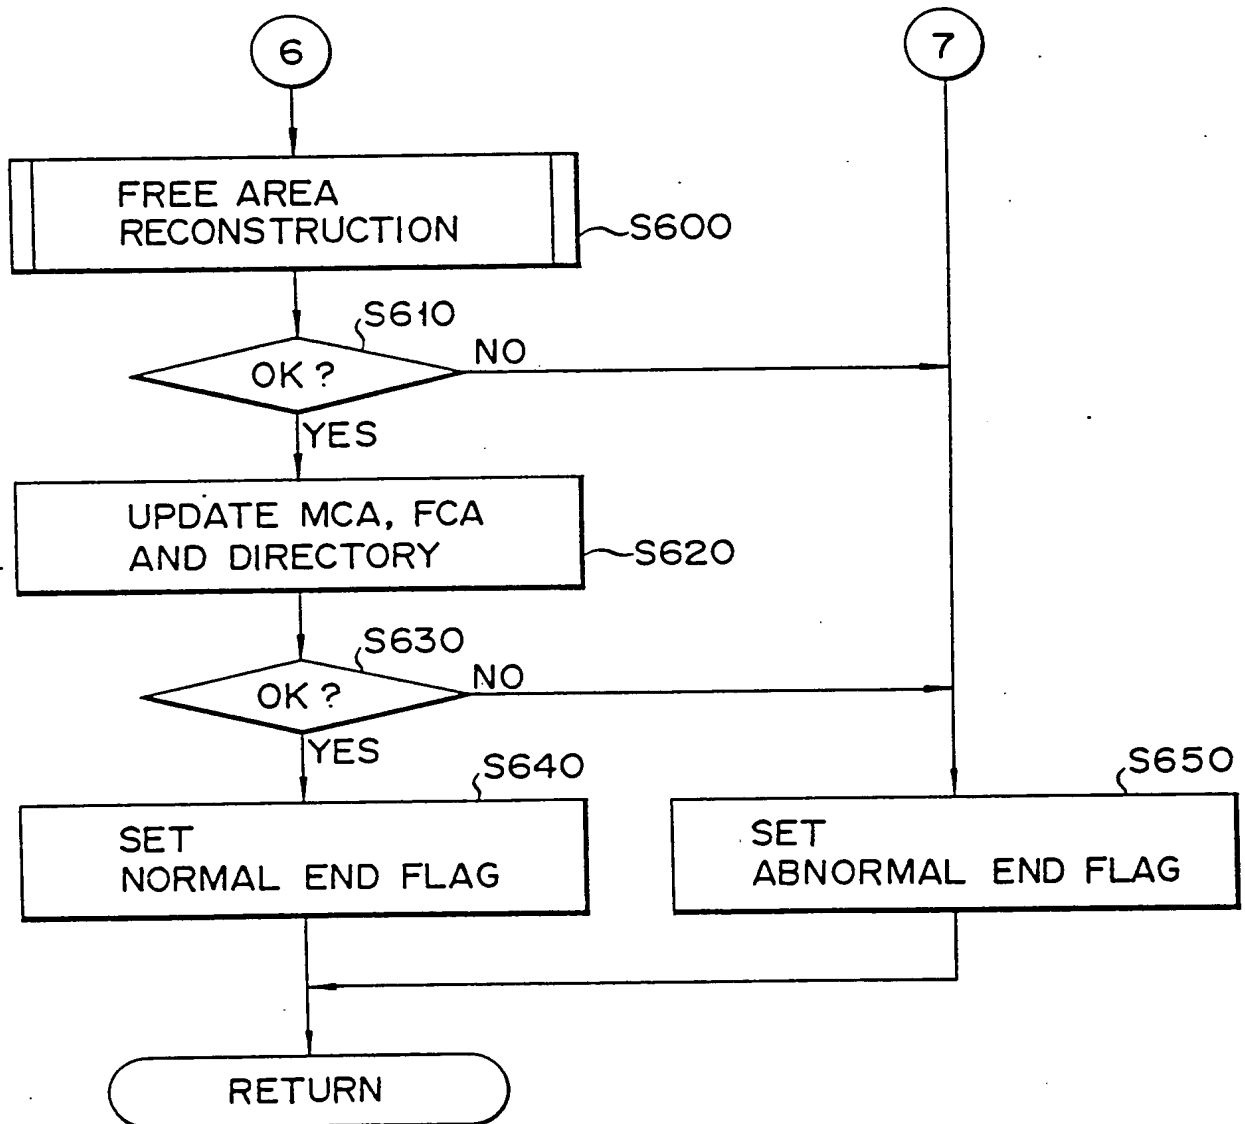 6
7
FREE AREA
RECONSTRUCTION
S600
S610
OK?
NO
YES
UPDATE MCA, FCA
AND DIRECTORY
S620
S630
OK?
NO
YES
S640
SET
NORMAL END FLAG
S650
SET
ABNORMAL END FLAG
RETURN